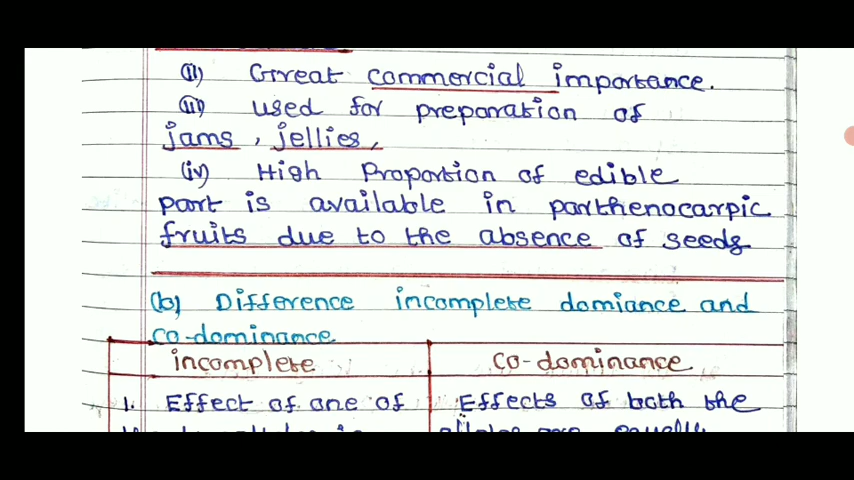 (ii) Great commercial importance.
(iii) used for preparation of
jams, jellies,
(iv) High Proportion of edible
part is available in parthenocarpic
fruits due to the absence of seeds
(b) Difference incomplete domiance and
co-dominance
incomplete co-dominance
1. Effect of one of Effects of both the
equally